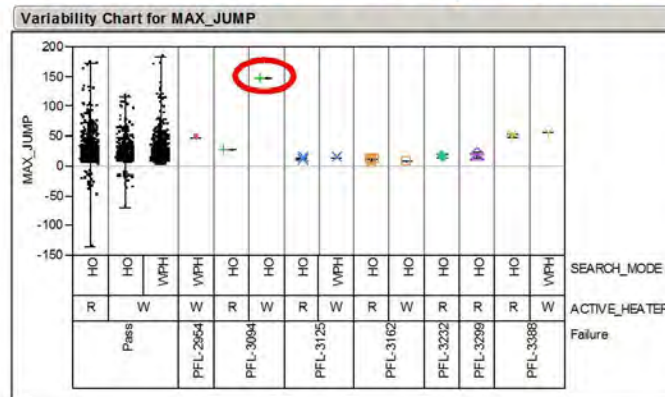 Variability Chart for MAX_JUMP
200
150
100
50
0
-50
-100
-150
MAX_JUMP
HO HO WPH WPH HO HO HO WPH HO HO HO HO HO WPH SEARCH_MODE
R W W R W R W R W R R R W ACTIVE_HEATER
Pass PFL-2964 PFL-3094 PFL-3125 PFL-3162 PFL-3232 PFL-3299 PFL-3388 Failure